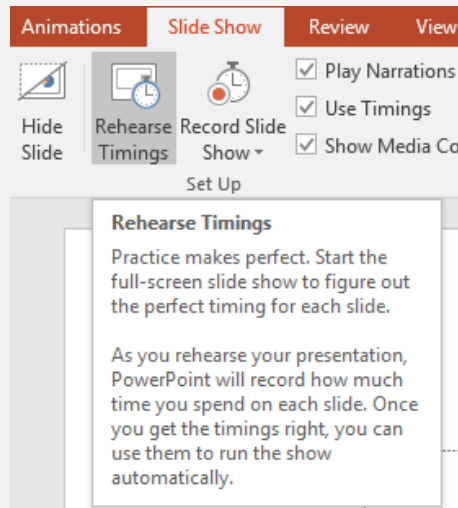 Animations Slide Show Review View
Play Narrations
Use Timings
Hide Rehearse Record Slide
Show Media Co
Slide Timings Show
Set Up
Rehearse Timings
Practice makes perfect. Start the
full-screen slide show to figure out
the perfect timing for each slide.
As you rehearse your presentation,
PowerPoint will record how much
time you spend on each slide. Once
you get the timings right, you can
use them to run the show
automatically.